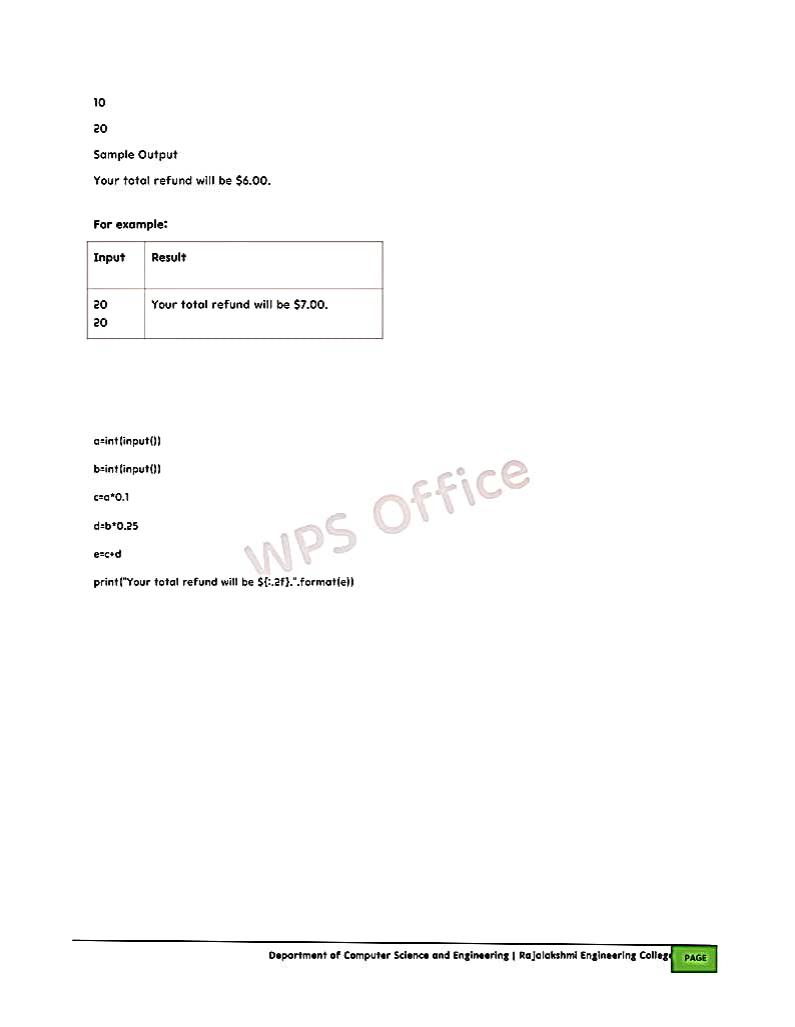 10
20
Sample Output
Your total refund will be $6.00.
For example:
Input Result
20 Your total refund will be $7.00.
20
a=int(input())
b=int(input())
c=a*0.1
d=b*0.25
e=c+d
print("Your total refund will be ${:.2f}.".format(e))
WPS Office
Department of Computer Science and Engineering | Rajalakshmi Engineering College
PAGE